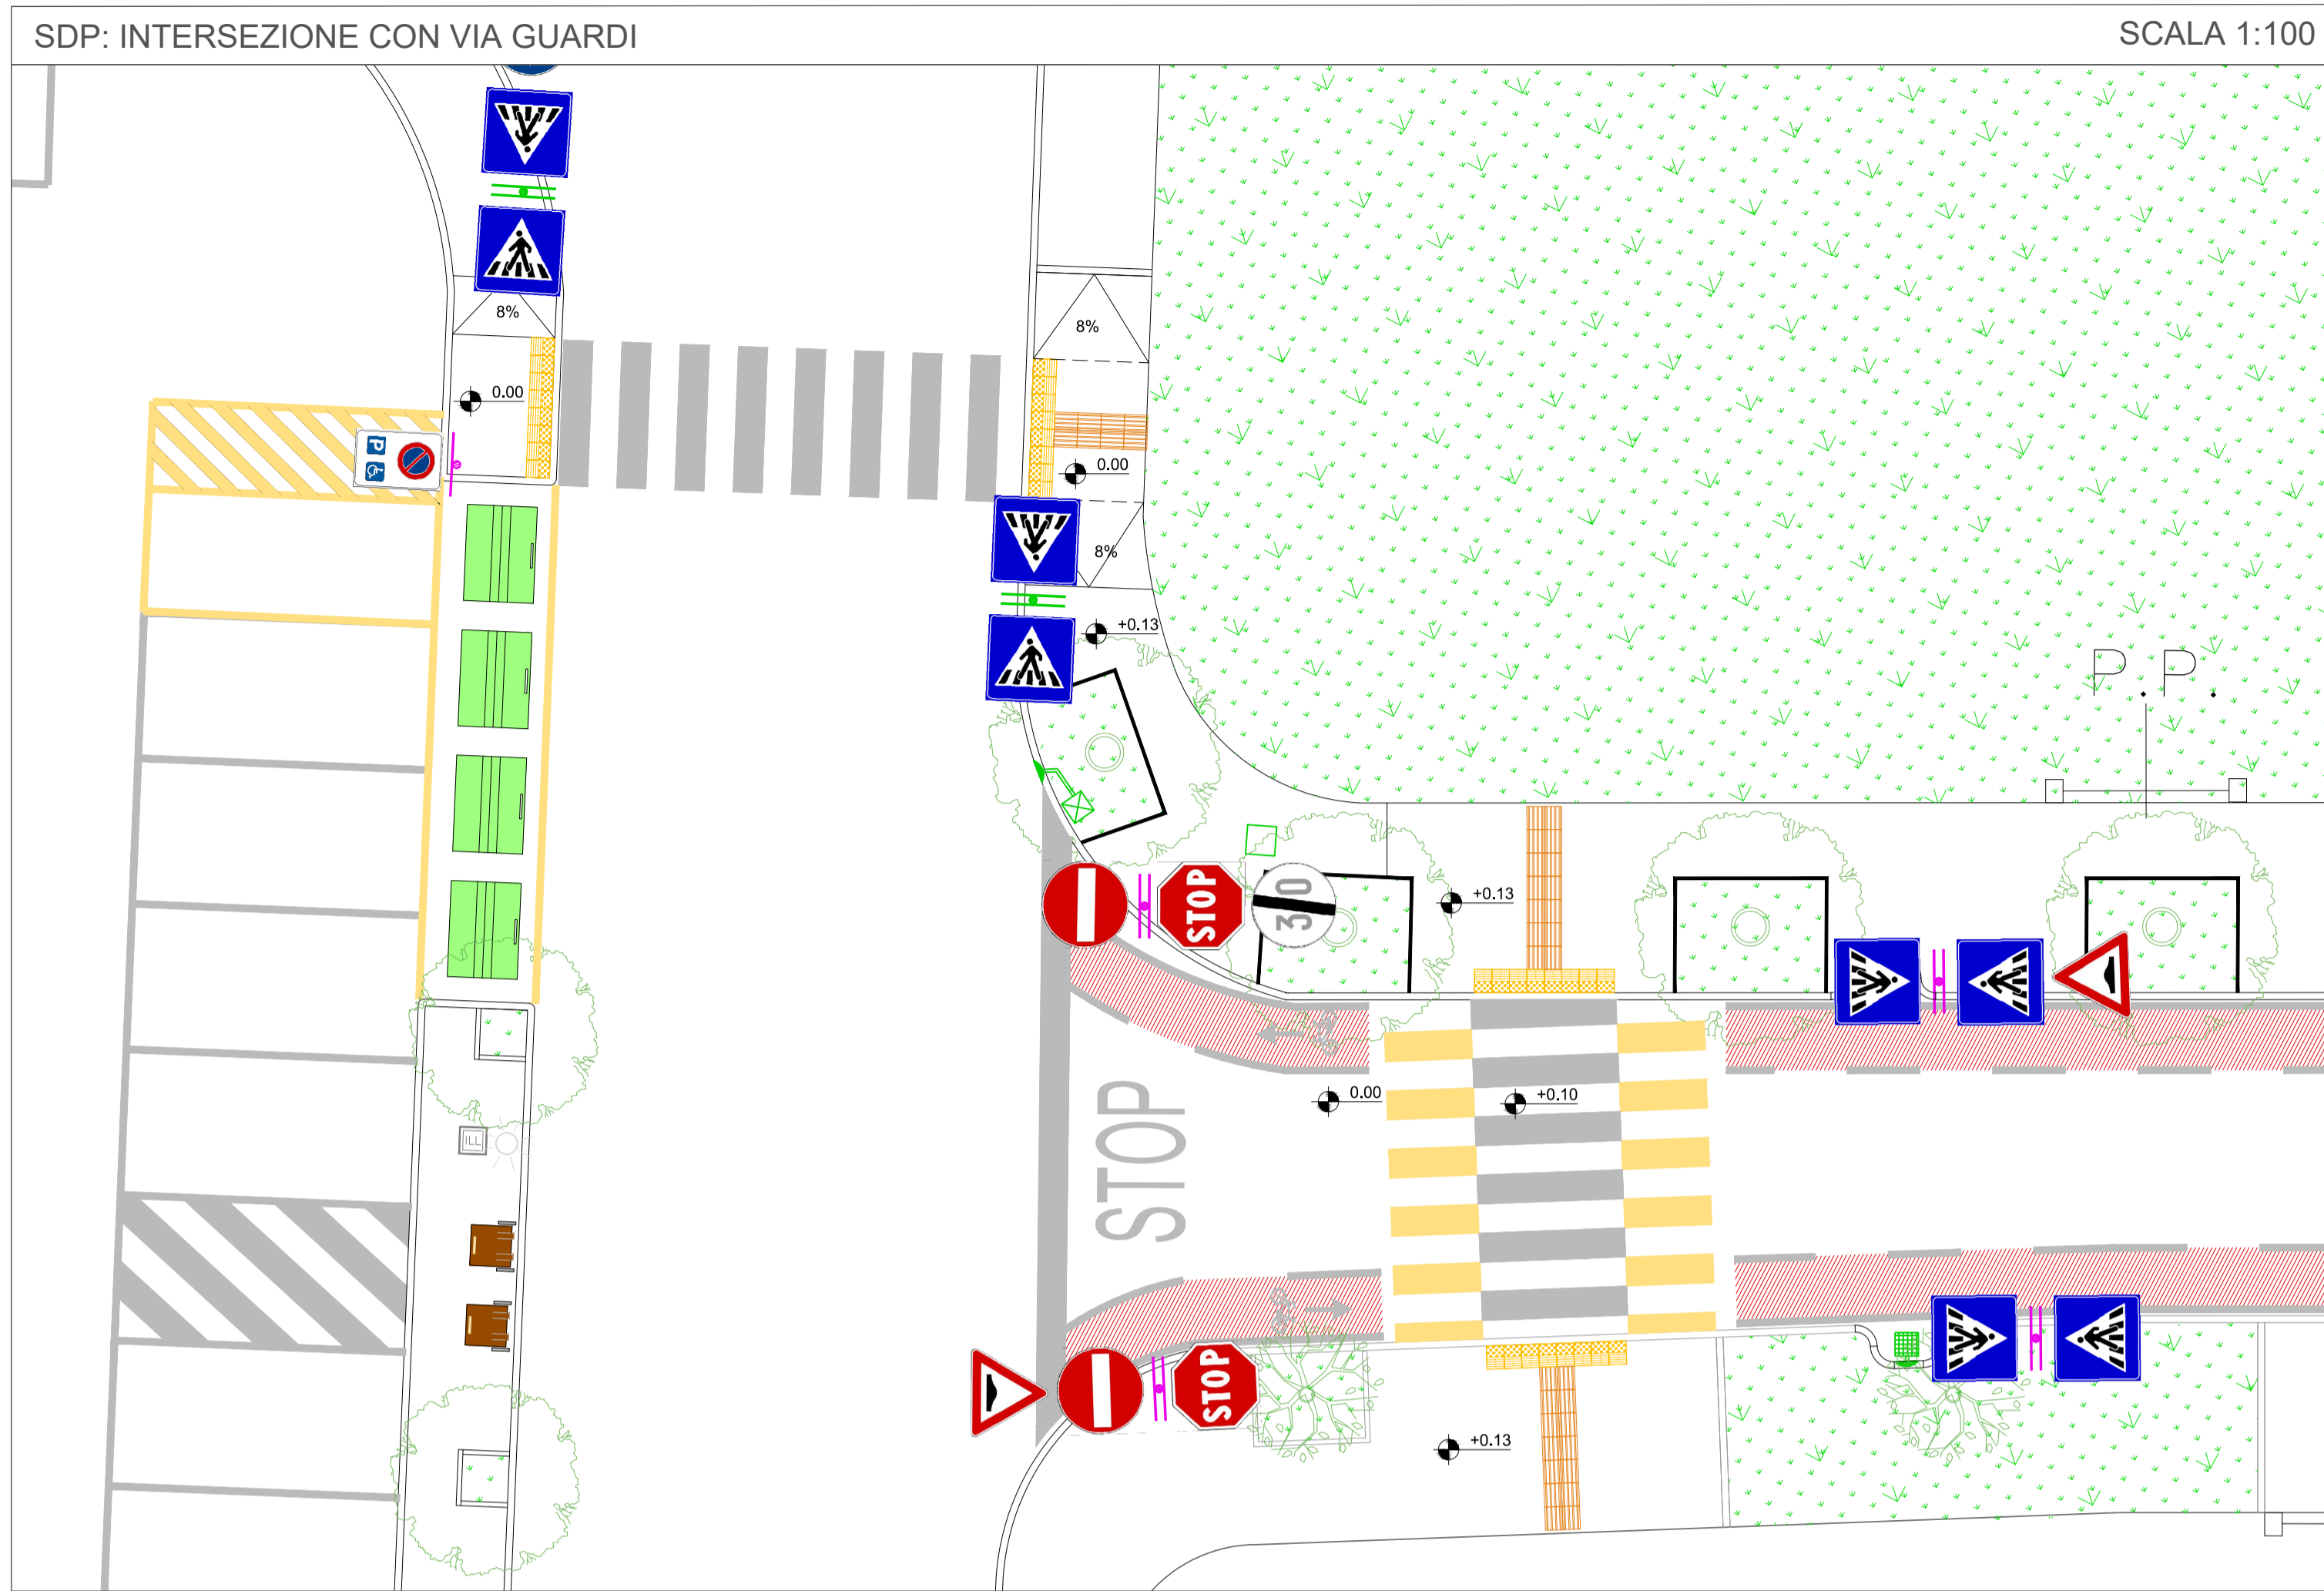 SDP: INTERSEZIONE CON VIA GUARDI
SCALA 1:100
8%
8%
0.00
P
0.00
8%
+0.13
P.P.
STOP
30
+0.13
0.00
+0.10
STOP
ILL
STOP
+0.13